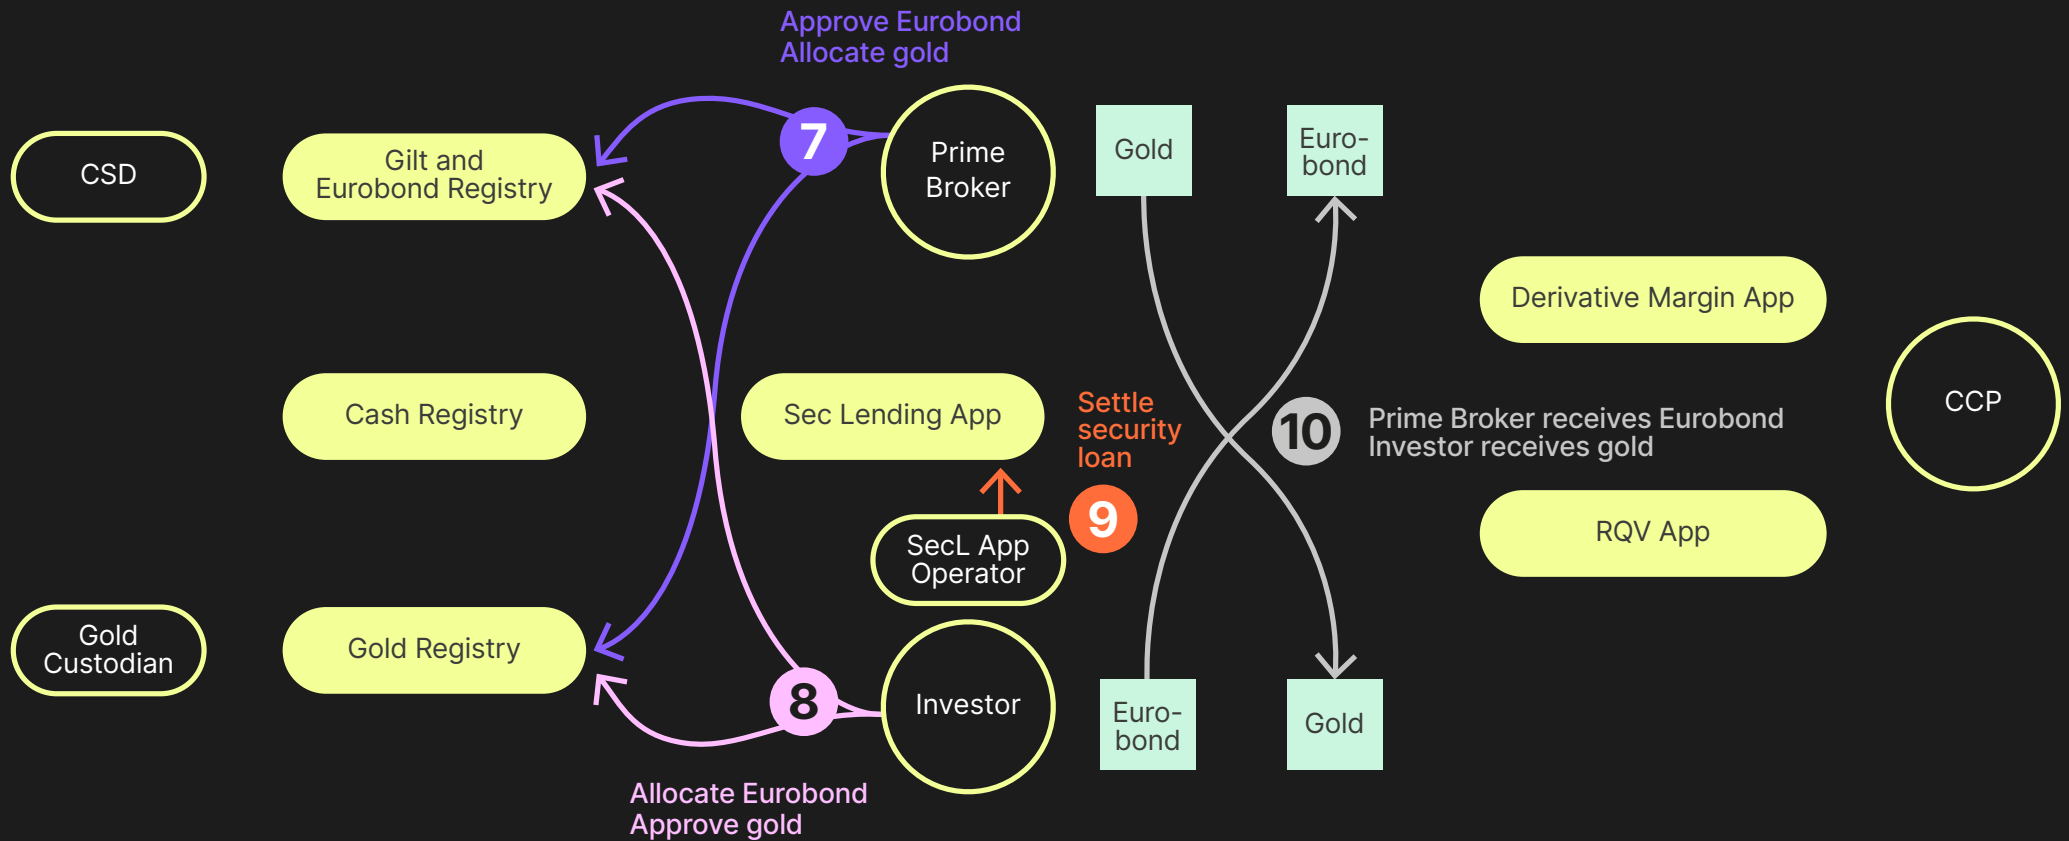 Approve Eurobond
Allocate gold
7
CSD
Gilt and
Eurobond Registry
Prime
Broker
Gold
Euro-
bond
Derivative Margin App
Cash Registry
Sec Lending App
Settle
security
loan
9
10
Prime Broker receives Eurobond
Investor receives gold
CCP
SecL App
Operator
RQV App
Gold
Custodian
Gold Registry
8
Investor
Euro-
bond
Gold
Allocate Eurobond
Approve gold